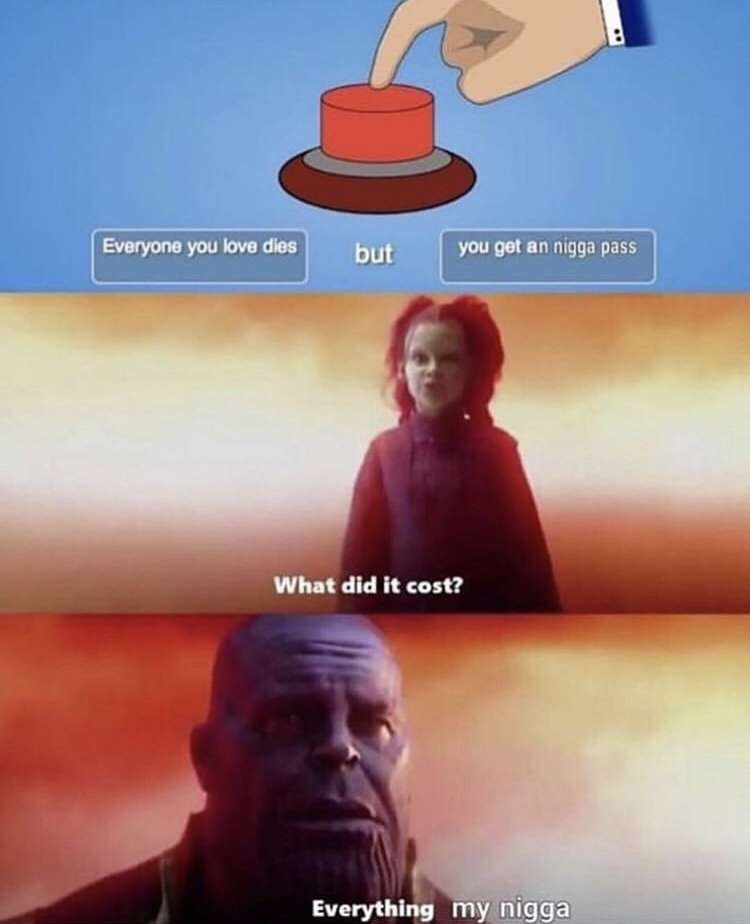 Everyone you love dies
but
you get an nigga pass
What did it cost?
Everything my nigga